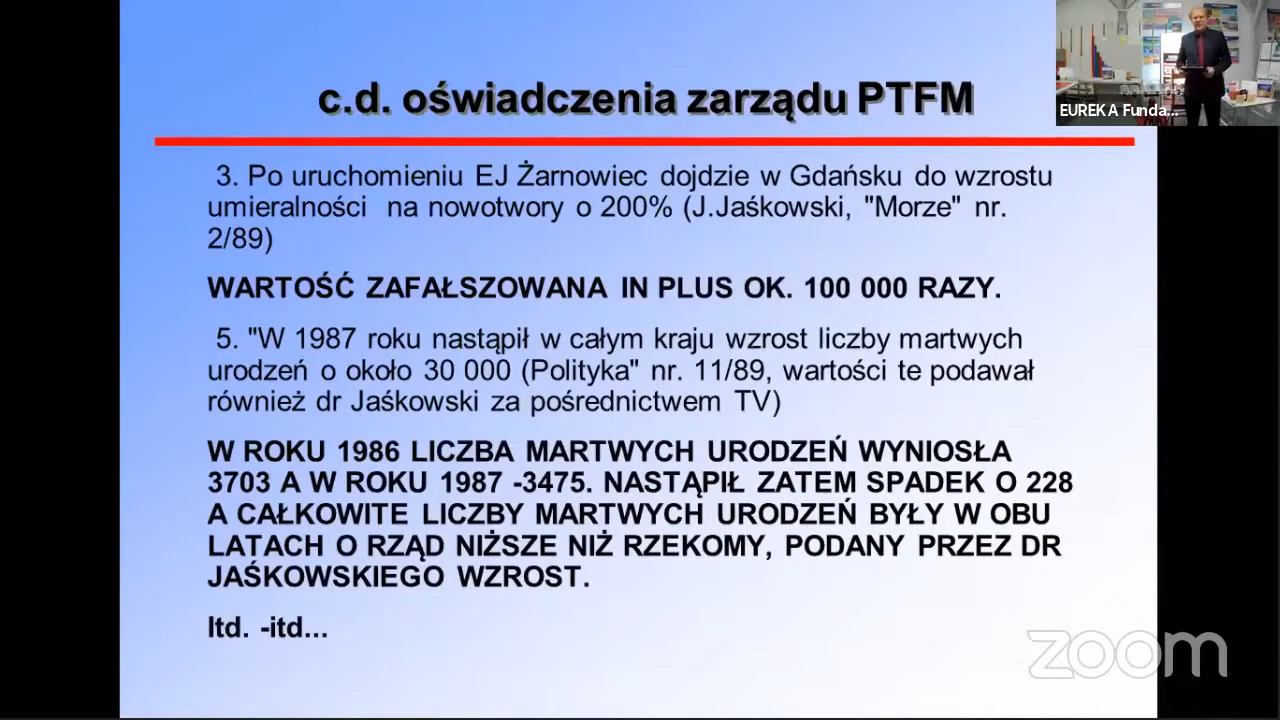 c.d. oświadczenia zarządu PTFM
EUREKA Funda...
3. Po uruchomieniu EJ Żarnowiec dojdzie w Gdańsku do wzrostu
umieralności na nowotwory o 200% (J.Jaśkowski, "Morze" nr.
2/89)
WARTOŚĆ ZAFAŁSZOWANA IN PLUS OK. 100 000 RAZY.
5. "W 1987 roku nastąpił w całym kraju wzrost liczby martwych
urodzeń o około 30 000 (Polityka" nr. 11/89, wartości te podawał
również dr Jaśkowski za pośrednictwem TV)
W ROKU 1986 LICZBA MARTWYCH URODZEŃ WYNIOSŁA
3703 A W ROKU 1987 -3475. NASTĄPIŁ ZATEM SPADEK O 228
A CAŁKOWITE LICZBY MARTWYCH URODZEŃ BYŁY W OBU
LATACH O RZĄD NIŻSZE NIŻ RZEKOMY, PODANY PRZEZ DR
JAŚKOWSKIEGO WZROST.
Itd. -itd...
zoom